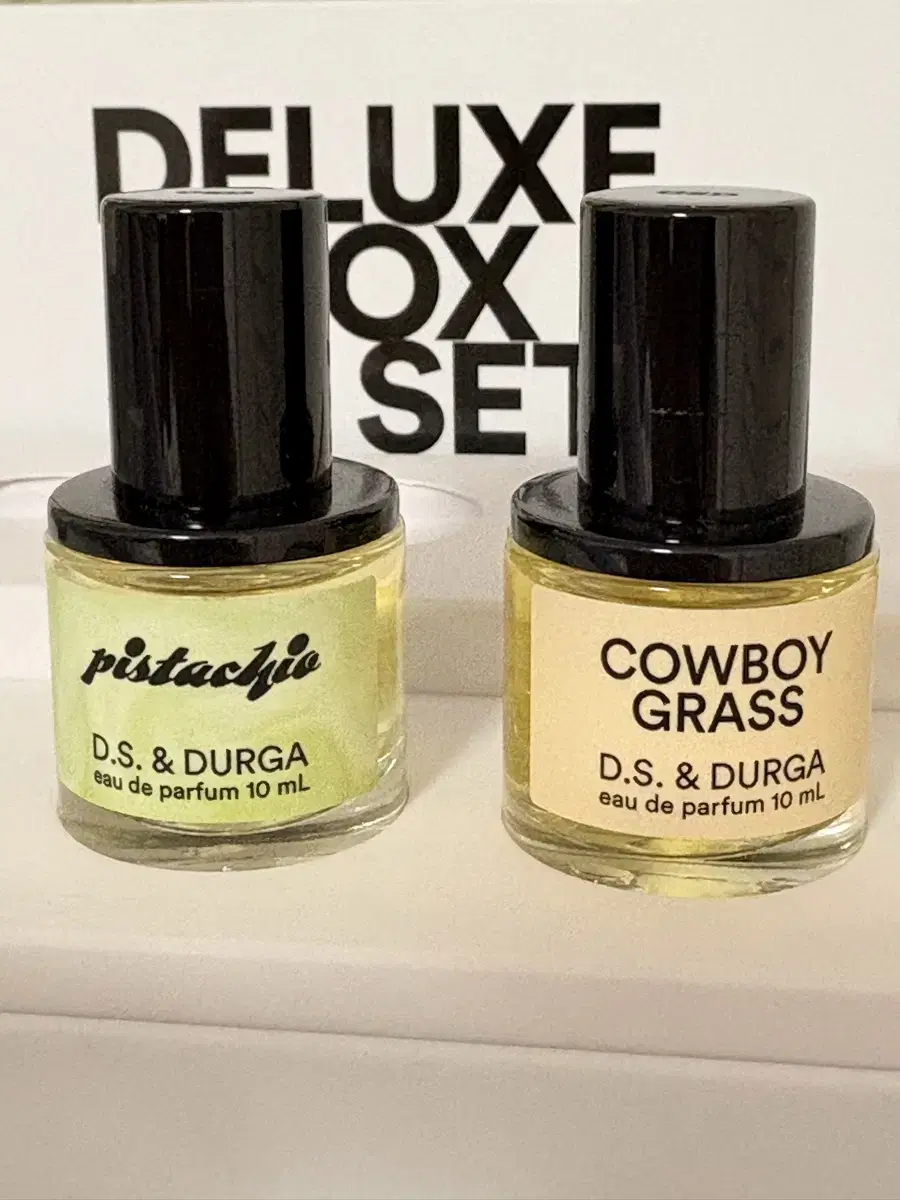 DELUXE
OX
SET
pistachio
D.S. & DURGA
eau de parfum 10 mL
COWBOY
GRASS
D.S. & DURGA
eau de parfum 10 mL